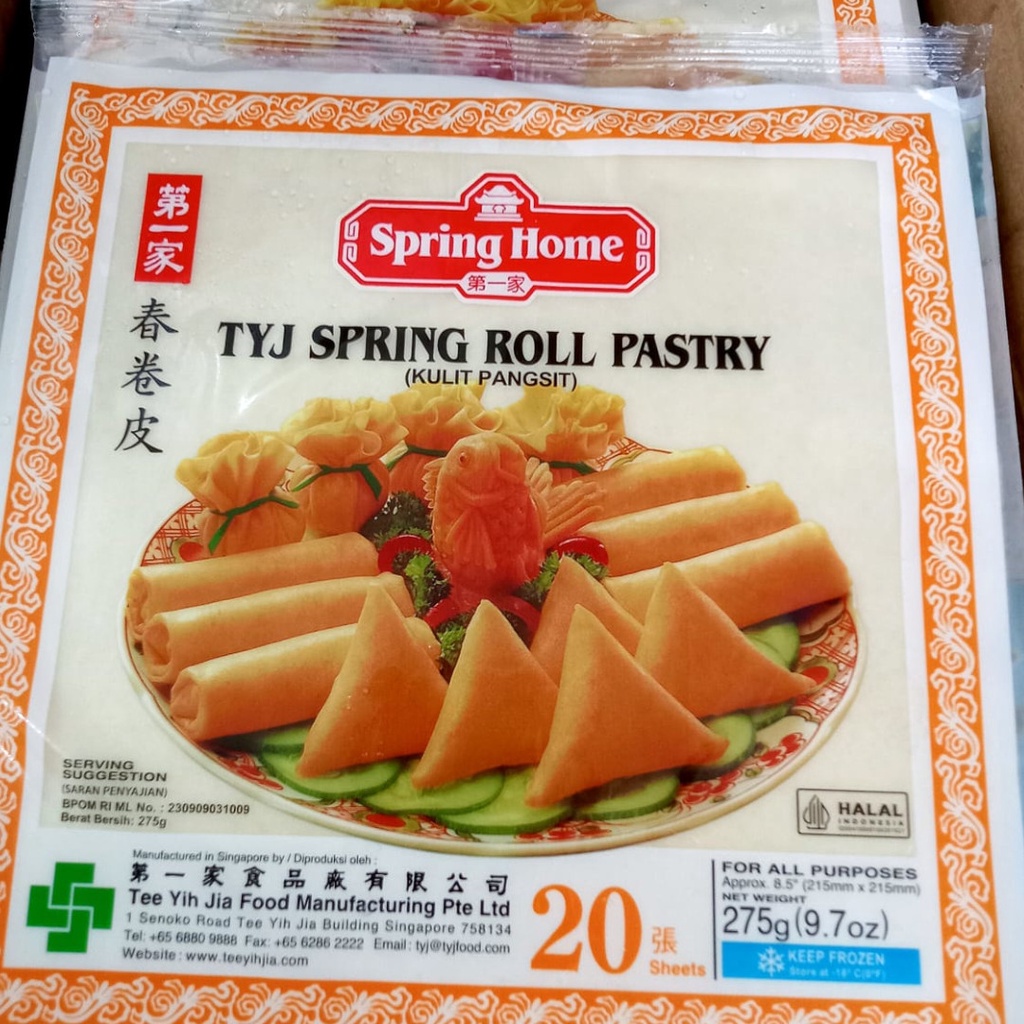 第一家
春卷皮
Spring Home
第一家
TYJ SPRING ROLL PASTRY
(KULIT PANGSIT)
SERVING
SUGGESTION
(SARAN PENYAJIAN)
BPOM RI ML No. : 230909031009
Berat Bersih: 275g
HALAL
INDONESIA
Manufactured in Singapore by / Diproduksi oleh :
第一家食品廠有限公司
Tee Yih Jia Food Manufacturing Pte Ltd
1 Senoko Road Tee Yih Jia Building Singapore 758134
Tel: +65 6880 9888 Fax: +65 6286 2222 Email: tyj@tyjfood.com
Website: www.teeyihjia.com
20 張
Sheets
FOR ALL PURPOSES
Approx. 8.5" (215mm x 215mm)
NET WEIGHT
275g (9.7oz)
KEEP FROZEN
Store at -18° C(0°F)